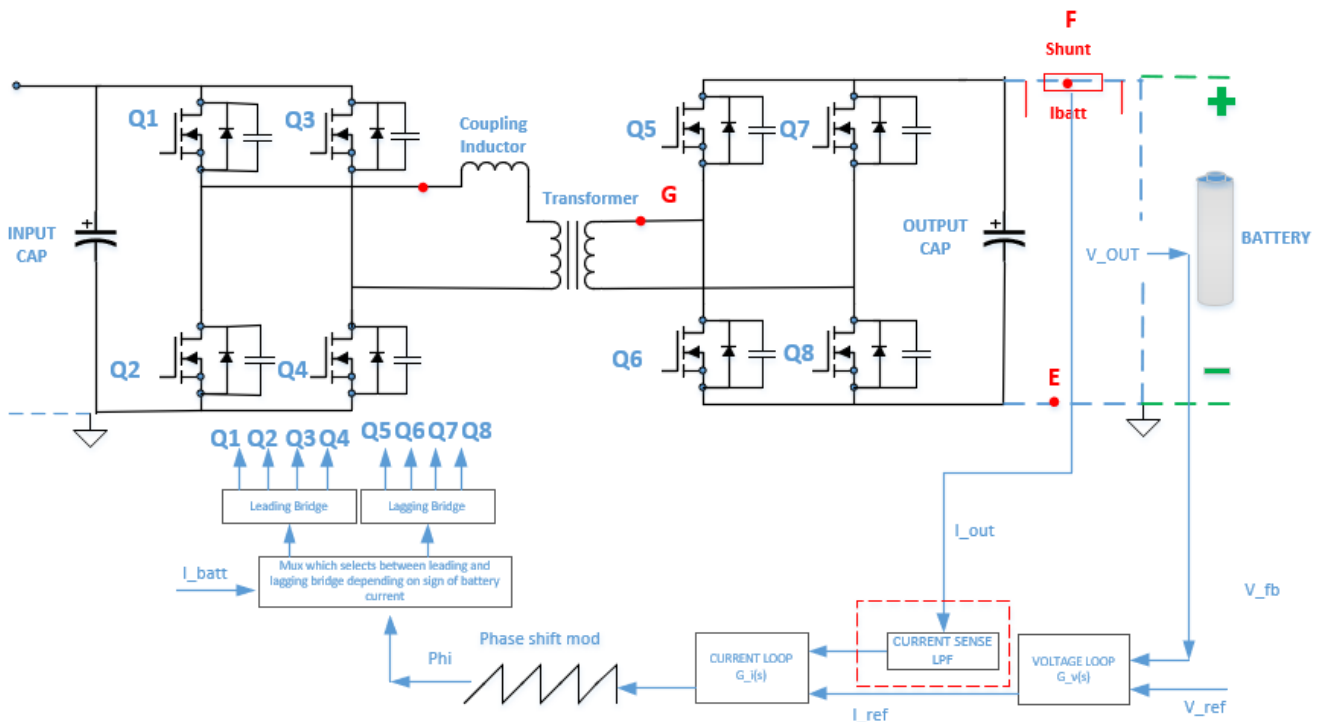 F
Shunt
Ibatt
Q1
Q3
Coupling
Inductor
Q5
Q7
Transformer
G
INPUT
CAP
+
OUTPUT
CAP
+
V_OUT
BATTERY
+
−
Q2
Q4
Q6
Q8
E
Q1 Q2 Q3 Q4
Q5 Q6 Q7 Q8
Leading Bridge
Lagging Bridge
I_out
Mux which selects between leading and
lagging bridge depending on sign of battery
current
I_batt
V_fb
Phase shift mod
Phi
CURRENT LOOP
G_i(s)
CURRENT SENSE
LPF
VOLTAGE LOOP
G_v(s)
I_ref
V_ref